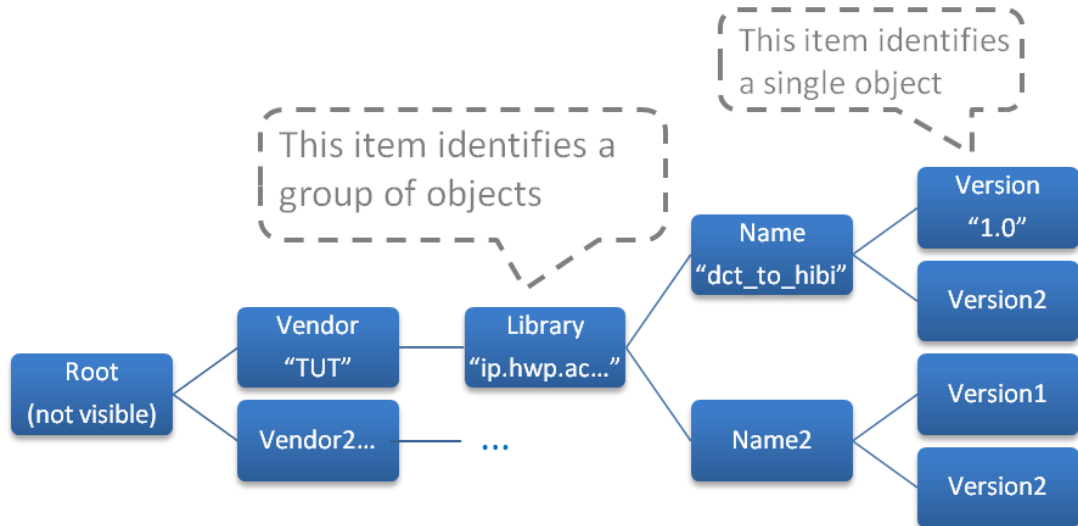 This item identifies
a single object
This item identifies a
group of objects
Version
“1.0”
Name
“dct_to_hibi”
Version2
Vendor
“TUT”
Library
“ip.hwp.ac...”
Root
(not visible)
Version1
Vendor2...
...
Name2
Version2